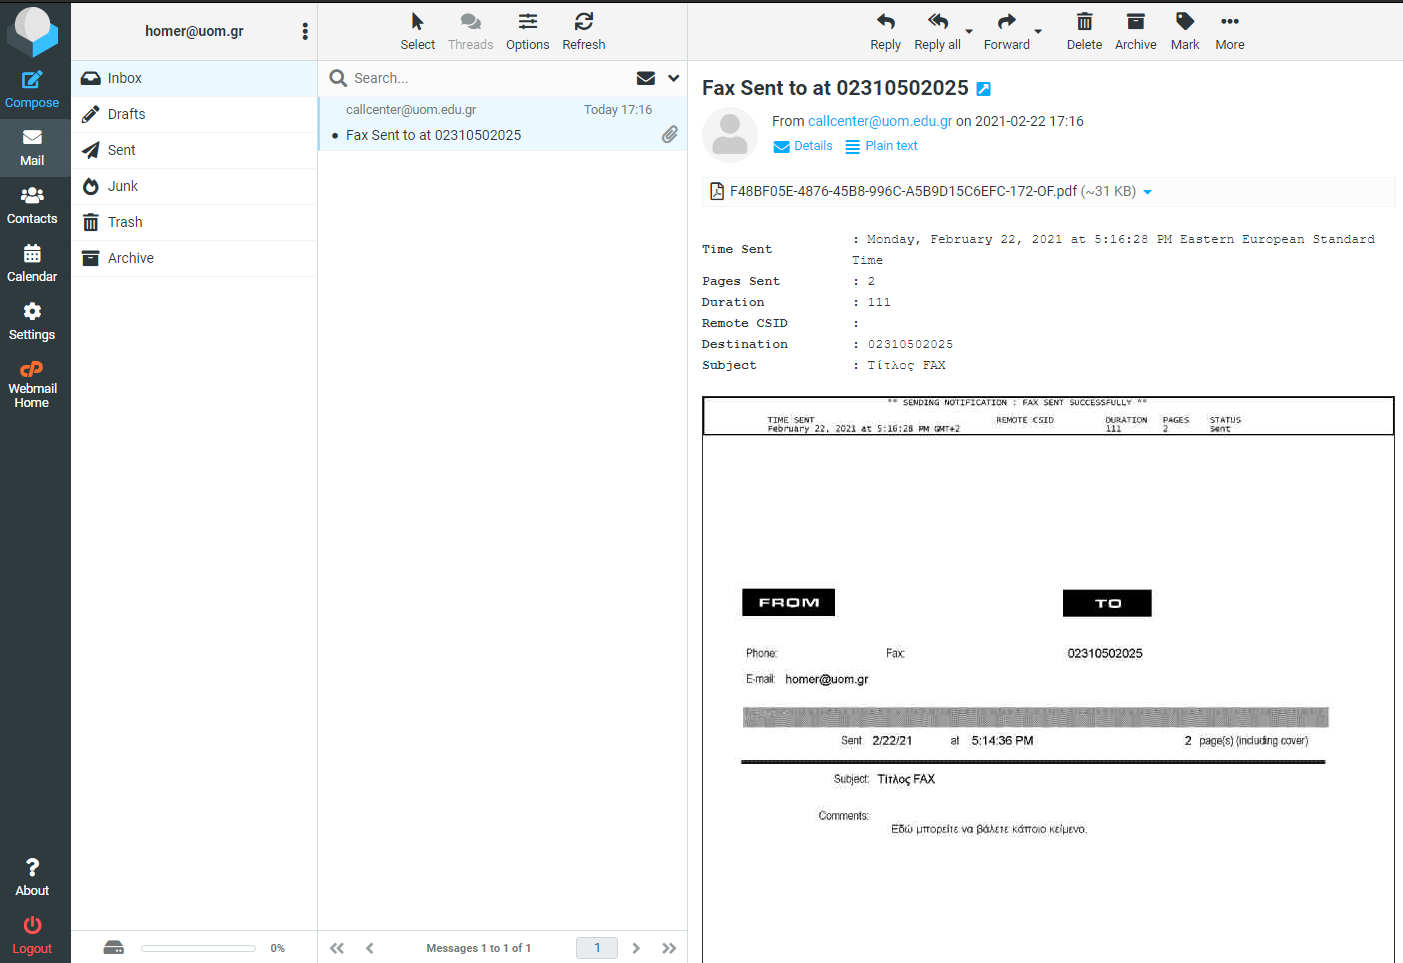 homer@uom.gr
Select
Threads
Options
Refresh
Reply
Reply all
Forward
Delete
Archive
Mark
More
Compose
Mail
Contacts
Calendar
Settings
Webmail
Home
About
Logout
Inbox
Drafts
Sent
Junk
Trash
Archive
0%
Search...
callcenter@uom.edu.gr Today 17:16
• Fax Sent to at 02310502025
Messages 1 to 1 of 1
1
Fax Sent to at 02310502025
From callcenter@uom.edu.gr on 2021-02-22 17:16
Details Plain text
F48BF05E-4876-45B8-996C-A5B9D15C6EFC-172-OF.pdf (~31 KB)
Time Sent : Monday, February 22, 2021 at 5:16:28 PM Eastern European Standard
Time
Pages Sent : 2
Duration : 111
Remote CSID :
Destination : 02310502025
Subject : Τίτλος FAX
** SENDING NOTIFICATION : FAX SENT SUCCESSFULLY **
TIME SENT REMOTE CSID DURATION PAGES STATUS
February 22, 2021 at 5:16:28 PM GMT+2 111 2 Sent
FROM TO
Phone: Fax: 02310502025
E-mail: homer@uom.gr
Sent: 2/22/21 at 5:14:36 PM 2 page(s) (including cover)
Subject: Τίτλος FAX
Comments:
Εδώ μπορείτε να βάλετε κάποιο κείμενο.